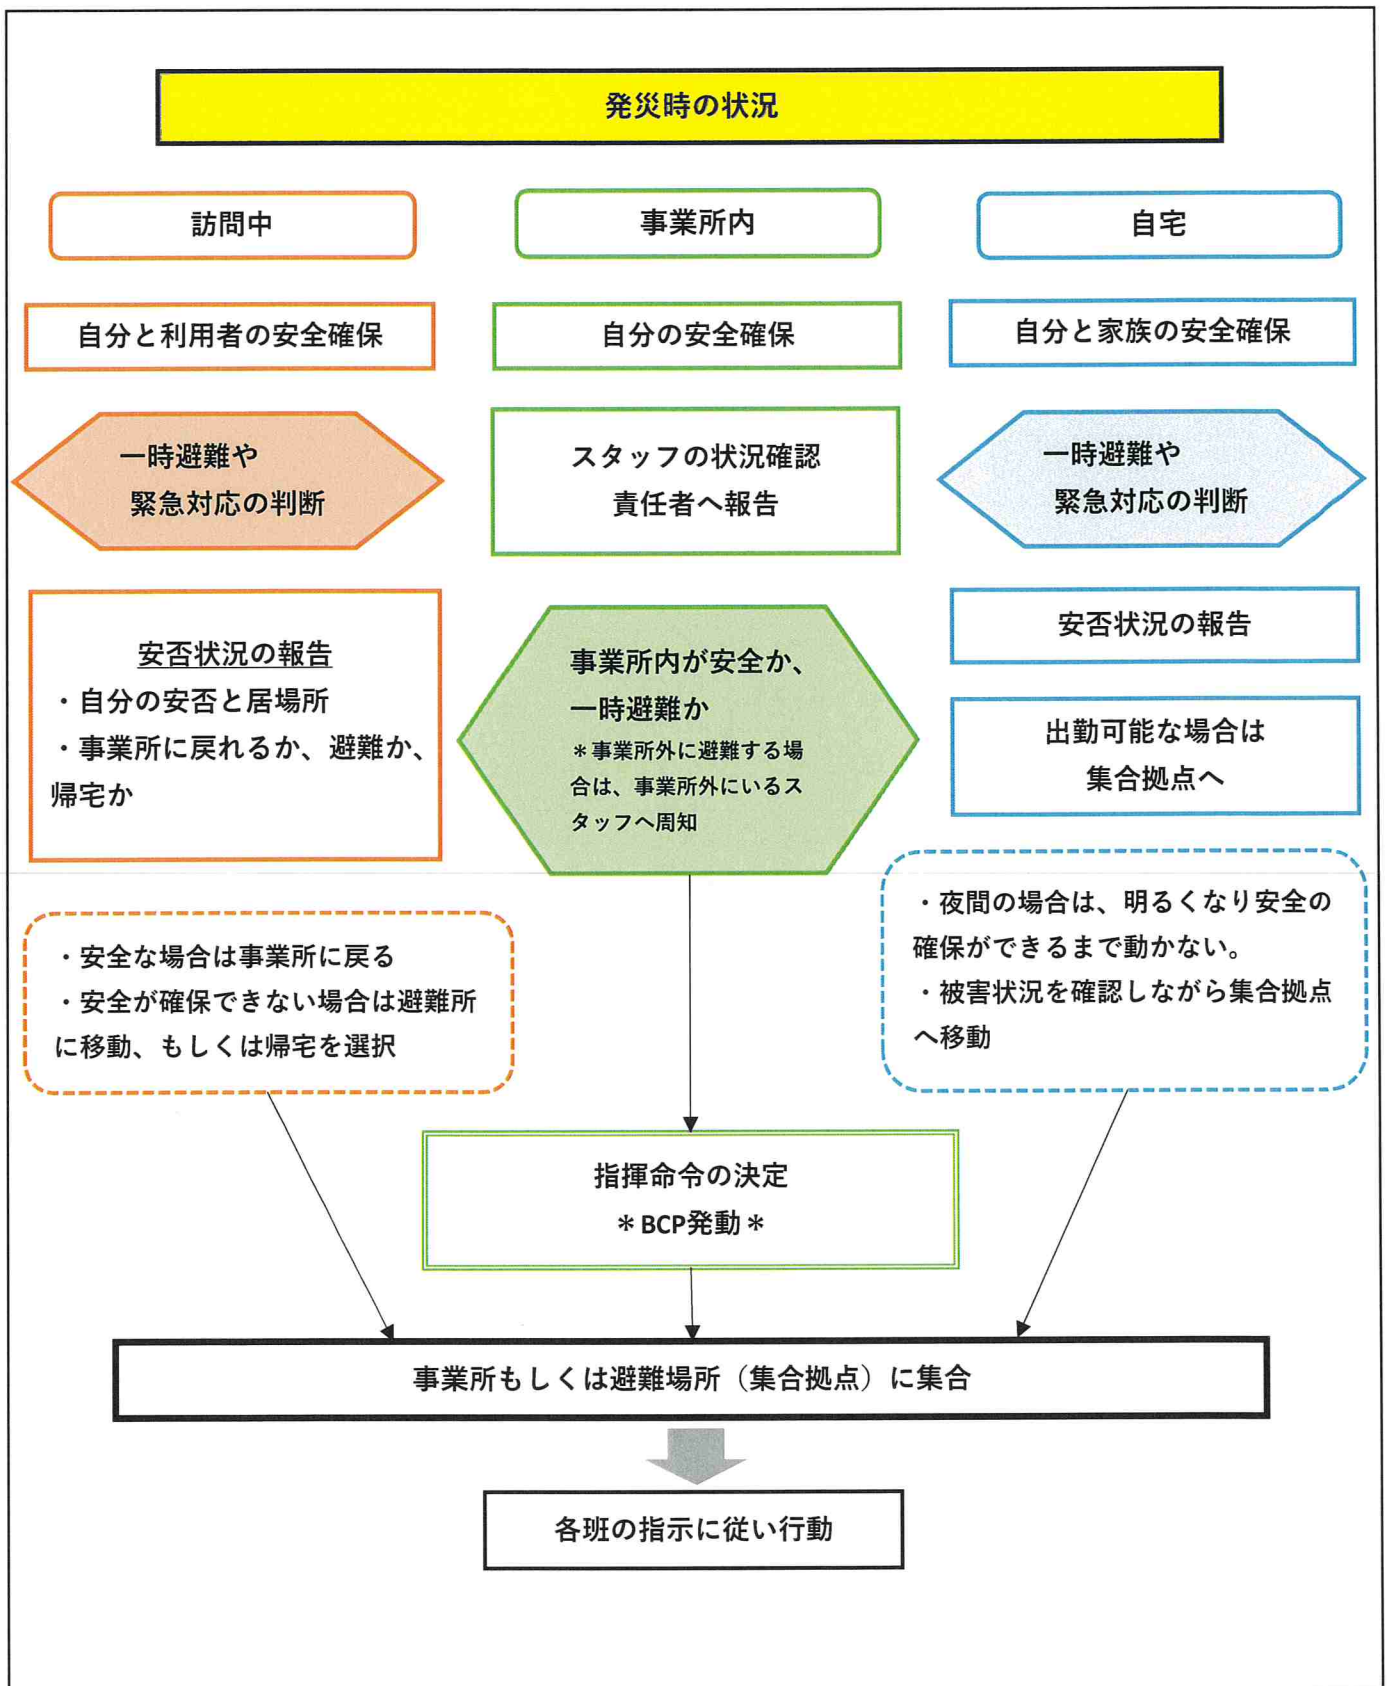 発災時の状況
訪問中
事業所内
自宅
自分と利用者の安全確保
自分の安全確保
自分と家族の安全確保
一時避難や
緊急対応の判断
スタッフの状況確認
責任者へ報告
一時避難や
緊急対応の判断
安否状況の報告
・自分の安否と居場所
・事業所に戻れるか、避難か、
帰宅か
事業所内が安全か、
一時避難か
＊事業所外に避難する場
合は、事業所外にいるス
タッフへ周知
安否状況の報告
出勤可能な場合は
集合拠点へ
・安全な場合は事業所に戻る
・安全が確保できない場合は避難所
に移動、もしくは帰宅を選択
・夜間の場合は、明るくなり安全の
確保ができるまで動かない。
・被害状況を確認しながら集合拠点
へ移動
指揮命令の決定
＊BCP発動＊
事業所もしくは避難場所（集合拠点）に集合
各班の指示に従い行動